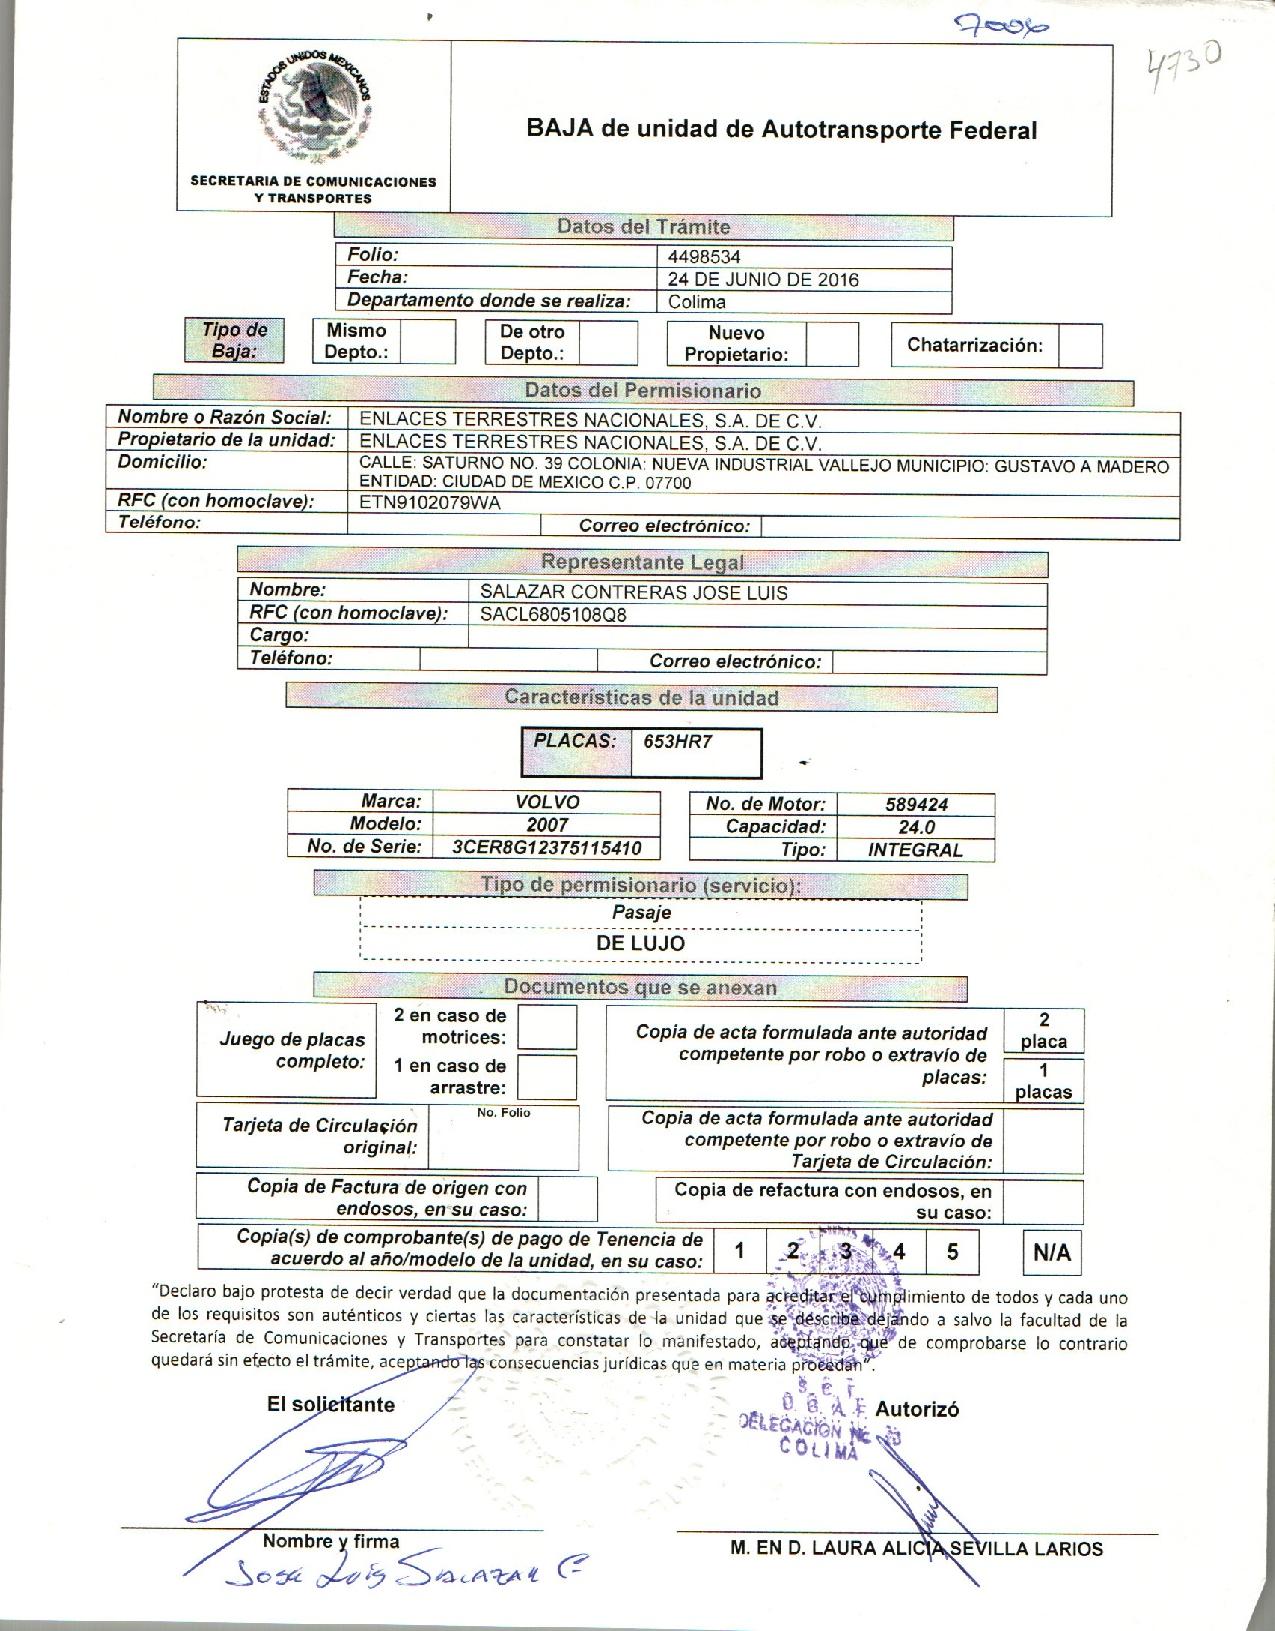 7006
4730
ESTADOS UNIDOS MEXICANOS
SECRETARIA DE COMUNICACIONES
Y TRANSPORTES
BAJA de unidad de Autotransporte Federal
Datos del Trámite
Folio: 4498534
Fecha: 24 DE JUNIO DE 2016
Departamento donde se realiza: Colima
Tipo de Baja: Mismo Depto.: De otro Depto.: Nuevo Propietario: Chatarrización:
Datos del Permisionario
Nombre o Razón Social: ENLACES TERRESTRES NACIONALES, S.A. DE C.V.
Propietario de la unidad: ENLACES TERRESTRES NACIONALES, S.A. DE C.V.
Domicilio: CALLE: SATURNO NO. 39 COLONIA: NUEVA INDUSTRIAL VALLEJO MUNICIPIO: GUSTAVO A MADERO
ENTIDAD: CIUDAD DE MEXICO C.P. 07700
RFC (con homoclave): ETN9102079WA
Teléfono: Correo electrónico:
Representante Legal
Nombre: SALAZAR CONTRERAS JOSE LUIS
RFC (con homoclave): SACL6805108Q8
Cargo:
Teléfono: Correo electrónico:
Características de la unidad
PLACAS: 653HR7
Marca: VOLVO No. de Motor: 589424
Modelo: 2007 Capacidad: 24.0
No. de Serie: 3CER8G12375115410 Tipo: INTEGRAL
Tipo de permisionario (servicio):
Pasaje
DE LUJO
Documentos que se anexan
Juego de placas completo: 2 en caso de motrices:
1 en caso de arrastre:
Copia de acta formulada ante autoridad competente por robo o extravío de placas: 2 placa
1 placas
Tarjeta de Circulación original: No. Folio
Copia de acta formulada ante autoridad competente por robo o extravío de Tarjeta de Circulación:
Copia de Factura de origen con endosos, en su caso:
Copia de refactura con endosos, en su caso:
Copia(s) de comprobante(s) de pago de Tenencia de acuerdo al año/modelo de la unidad, en su caso: 1 2 3 4 5 N/A
“Declaro bajo protesta de decir verdad que la documentación presentada para acreditar el cumplimiento de todos y cada uno
de los requisitos son auténticos y ciertas las características de la unidad que se describe dejando a salvo la facultad de la
Secretaría de Comunicaciones y Transportes para constatar lo manifestado, aceptando que de comprobarse lo contrario
quedará sin efecto el trámite, aceptando las consecuencias jurídicas que en materia procedan”.
S. C. T.
D. G. A. F.
DELEGACIÓN
COLIMA
El solicitante
Autorizó
Nombre y firma
Jose Luis Salazar C
M. EN D. LAURA ALICIA SEVILLA LARIOS